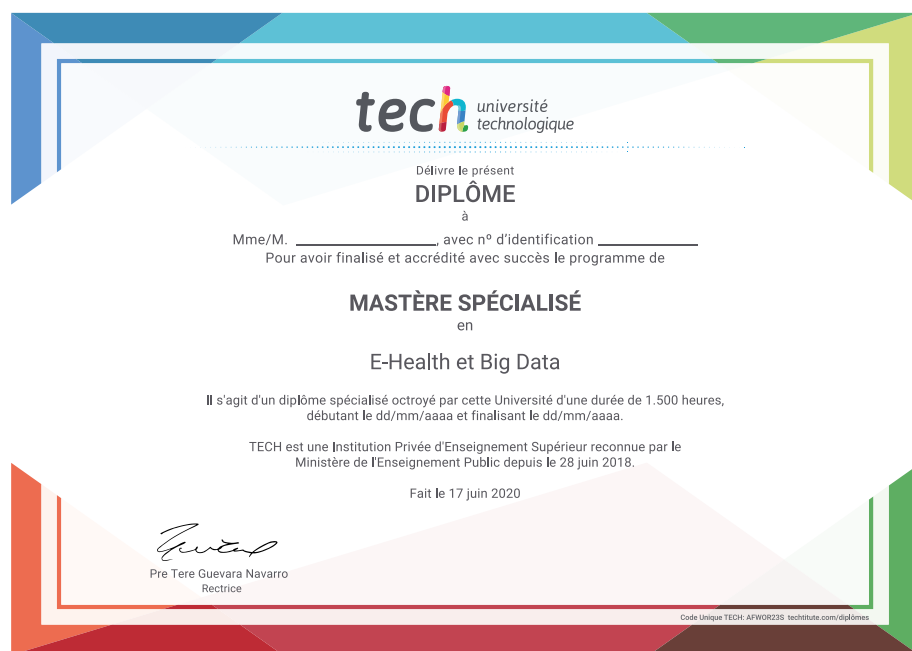 tech université
technologique
Délivre le présent
DIPLÔME
à
Mme/M. ____________________, avec nº d'identification ______________
Pour avoir finalisé et accrédité avec succès le programme de
MASTÈRE SPÉCIALISÉ
en
E-Health et Big Data
Il s'agit d'un diplôme spécialisé octroyé par cette Université d'une durée de 1.500 heures,
débutant le dd/mm/aaaa et finalisant le dd/mm/aaaa.
TECH est une Institution Privée d'Enseignement Supérieur reconnue par le
Ministère de l'Enseignement Public depuis le 28 juin 2018.
Fait le 17 juin 2020
Pre Tere Guevara Navarro
Rectrice
Code Unique TECH: AFWOR23S techtitute.com/diplômes